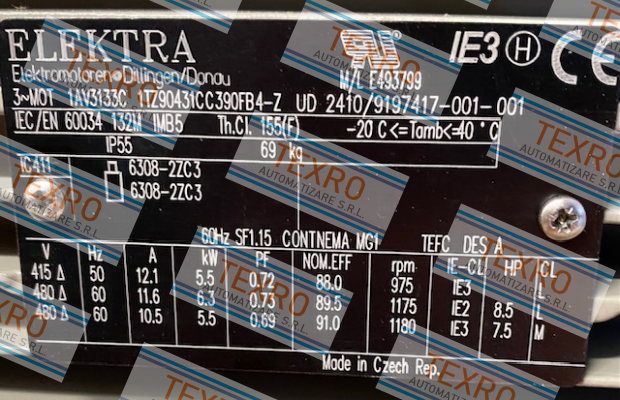 ELEKTRA
Elektromotoren•Dillingen/Donau
IE3 H CE
M/L E493799
3~MOT 1AV3133C 1TZ90431CC390FB4-Z UD 2410/9197417-001-001
IEC/EN 60034 132M IMB5 Th.Cl. 155(F) -20 C<=Tamb<=40 °C
IP55 69 kg
IC411 6308-2ZC3
6308-2ZC3
60Hz SF1.15 CONTNEMA MG1 TEFC DES A
V Hz A kW PF NOM.EFF rpm IE-CL HP CL
415 Δ 50 12.1 5.5 0.72 88.0 975 IE3 L
480 Δ 60 11.6 6.3 0.73 89.5 1175 IE2 8.5 L
480 Δ 60 10.5 5.5 0.69 91.0 1180 IE3 7.5 M
Made in Czech Rep.
TEXRO
AUTOMATIZARE S.R.L.